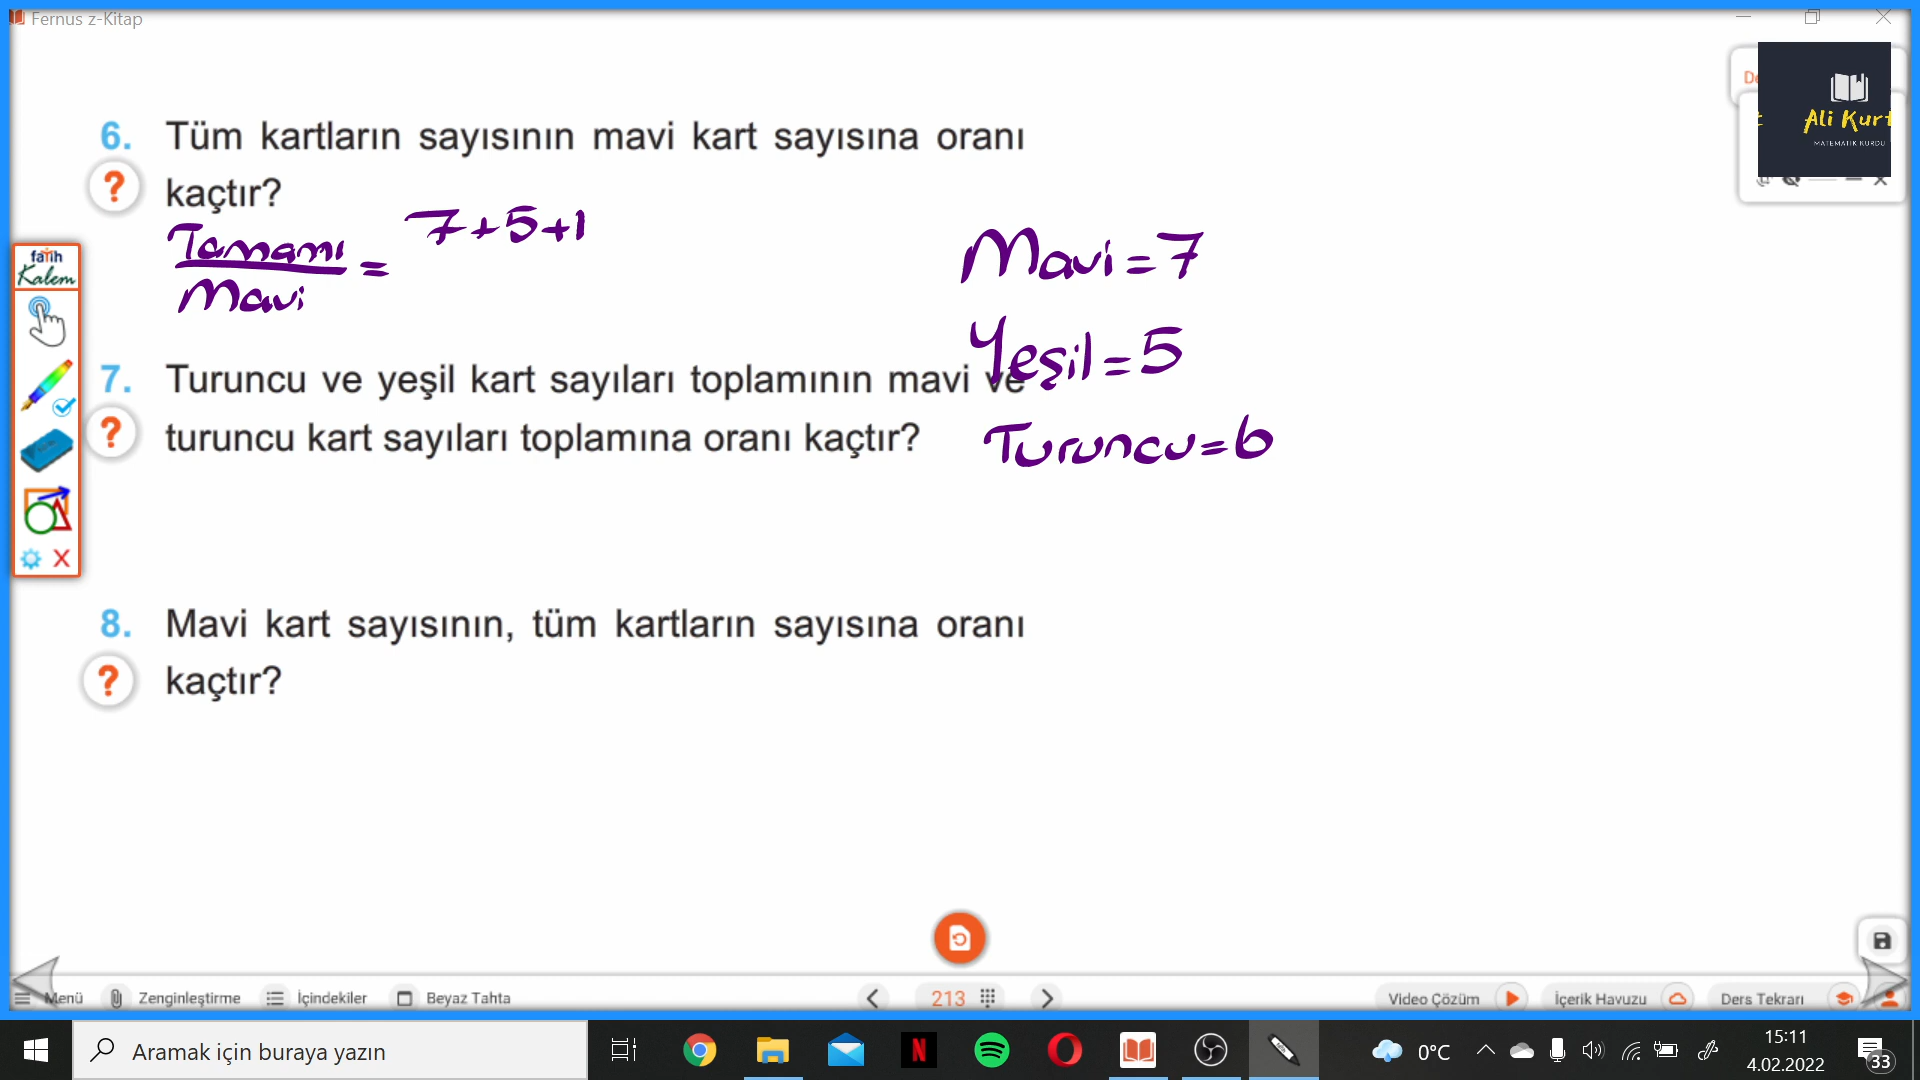 Fernus z-Kitap
Ali Kurt
MATEMATİK KURDU
6. Tüm kartların sayısının mavi kart sayısına oranı
? kaçtır?
Tamamı
Mavi
= 7+5+1
Mavi=7
Yeşil=5
Turuncu=6
fatih
Kalem
7. Turuncu ve yeşil kart sayıları toplamının mavi ve
? turuncu kart sayıları toplamına oranı kaçtır?
8. Mavi kart sayısının, tüm kartların sayısına oranı
? kaçtır?
Menü Zenginleştirme İçindekiler Beyaz Tahta 213 Video Çözüm İçerik Havuzu Ders Tekrarı
Aramak için buraya yazın
N
0°C
15:11
4.02.2022
33